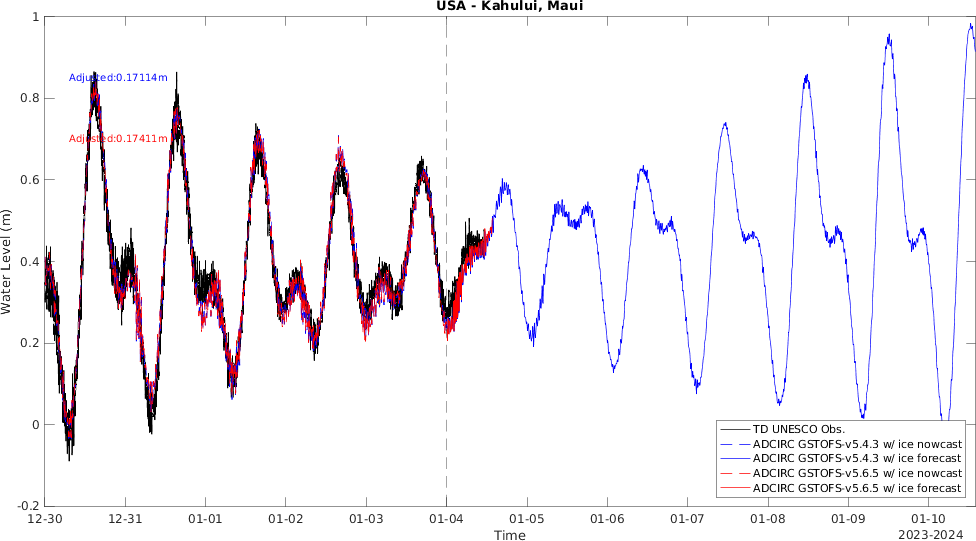 USA - Kahului, Maui
1
0.8
0.6
0.4
0.2
0
-0.2
Water Level (m)
Adjusted:0.17114m
Adjusted:0.17411m
TD UNESCO Obs.
ADCIRC GSTOFS-v5.4.3 w/ ice nowcast
ADCIRC GSTOFS-v5.4.3 w/ ice forecast
ADCIRC GSTOFS-v5.6.5 w/ ice nowcast
ADCIRC GSTOFS-v5.6.5 w/ ice forecast
12-30 12-31 01-01 01-02 01-03 01-04 01-05 01-06 01-07 01-08 01-09 01-10
Time
2023-2024